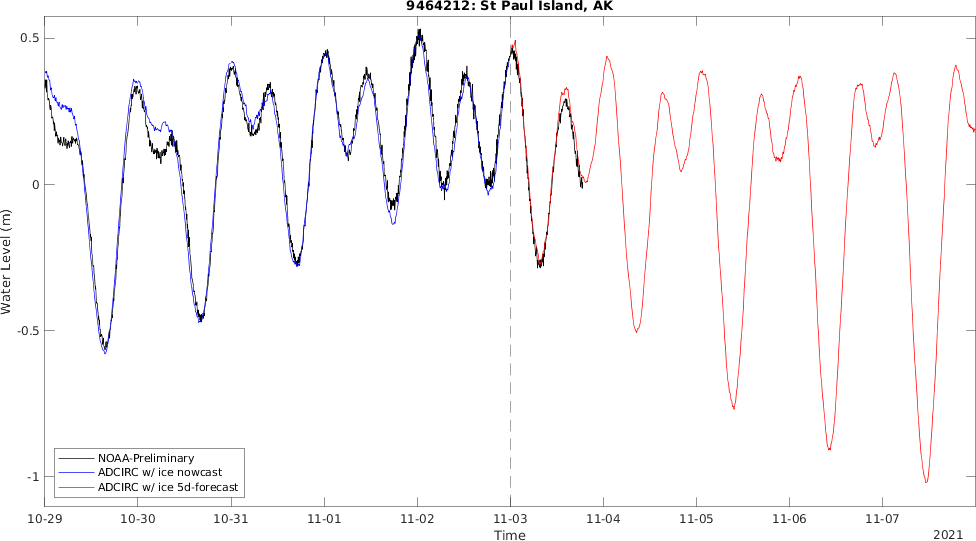 9464212: St Paul Island, AK
Water Level (m)
0.5
0
-0.5
-1
NOAA-Preliminary
ADCIRC w/ ice nowcast
ADCIRC w/ ice 5d-forecast
10-29 10-30 10-31 11-01 11-02 11-03 11-04 11-05 11-06 11-07
Time
2021